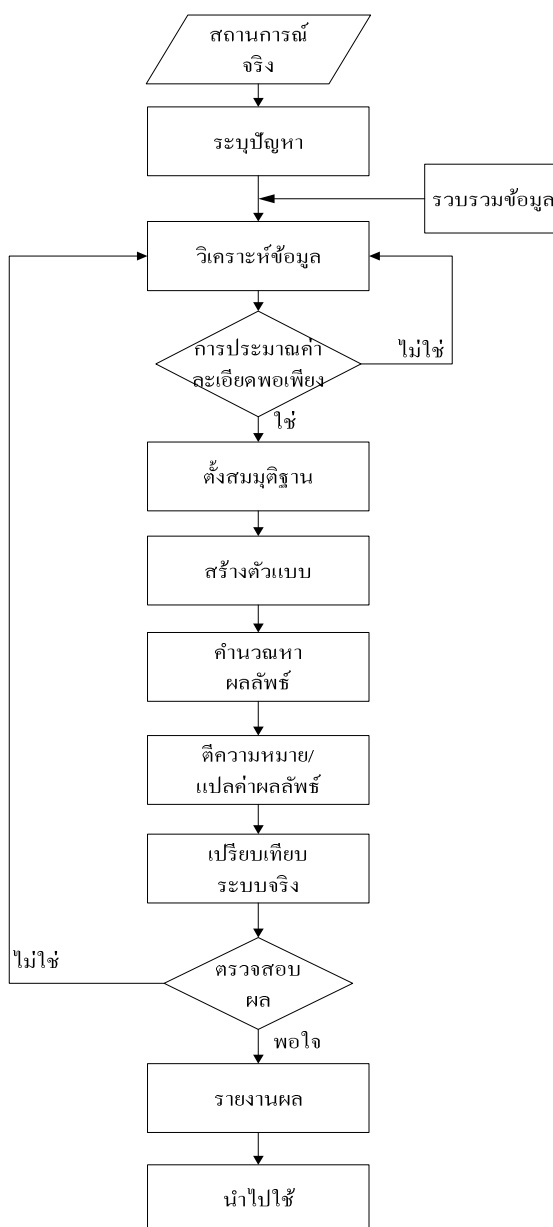 สถานการณ์
จริง
ระบุปัญหา
รวบรวมข้อมูล
วิเคราะห์ข้อมูล
การประมาณค่า
ละเอียดพอเพียง
ไม่ใช่
ใช่
ตั้งสมมุติฐาน
สร้างตัวแบบ
คำนวณหา
ผลลัพธ์
ตีความหมาย/
แปลค่าผลลัพธ์
เปรียบเทียบ
ระบบจริง
ไม่ใช่
ตรวจสอบ
ผล
พอใจ
รายงานผล
นำไปใช้